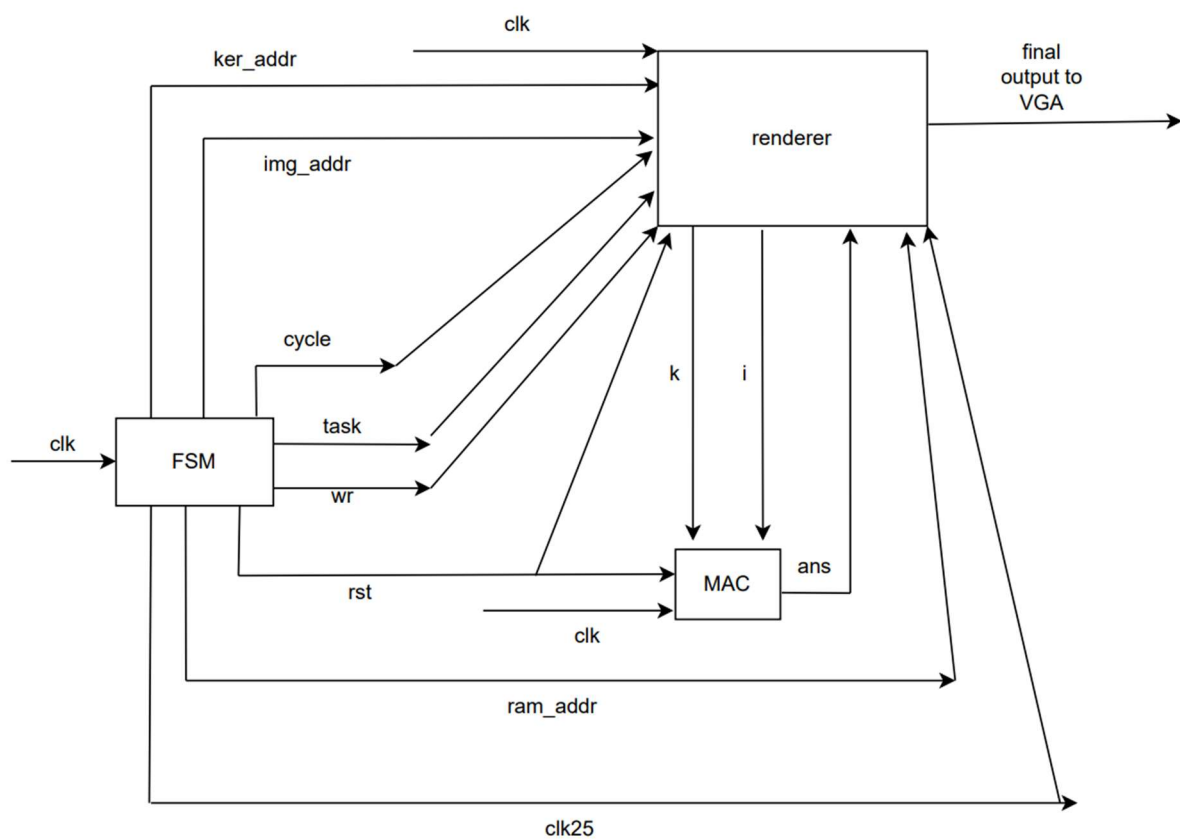 clk
ker_addr
final
output to
VGA
renderer
img_addr
cycle
k
i
task
clk
FSM
wr
ans
MAC
rst
clk
ram_addr
clk25